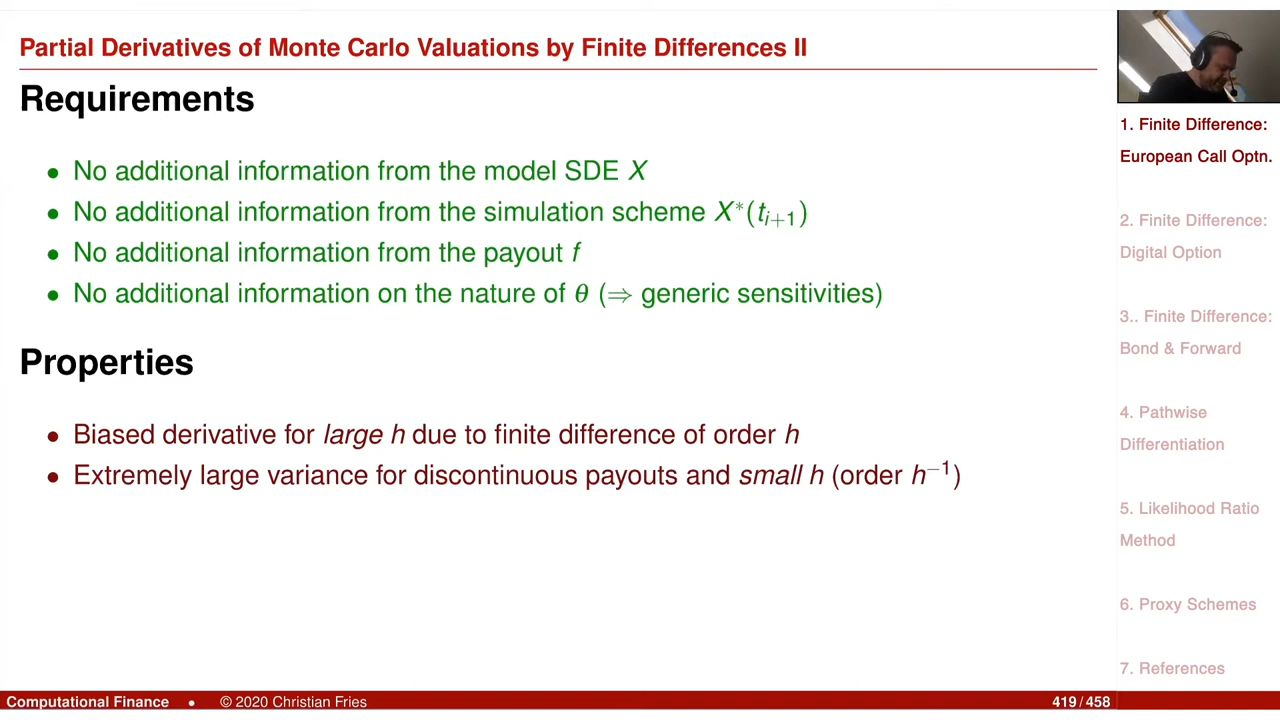 Partial Derivatives of Monte Carlo Valuations by Finite Differences II
Requirements
• No additional information from the model SDE X
• No additional information from the simulation scheme X*(t_{i+1})
• No additional information from the payout f
• No additional information on the nature of θ (⇒ generic sensitivities)
Properties
• Biased derivative for large h due to finite difference of order h
• Extremely large variance for discontinuous payouts and small h (order h^{−1})
1. Finite Difference:
European Call Optn.
2. Finite Difference:
Digital Option
3.. Finite Difference:
Bond & Forward
4. Pathwise
Differentiation
5. Likelihood Ratio
Method
6. Proxy Schemes
7. References
Computational Finance • © 2020 Christian Fries 419/458